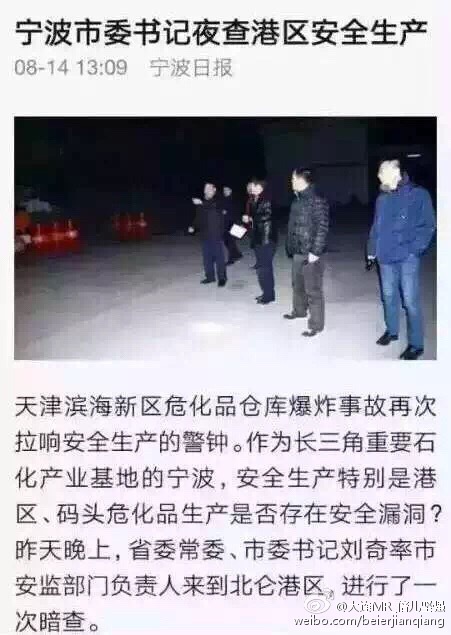 宁波市委书记夜查港区安全生产
08-14 13:09 宁波日报
天津滨海新区危化品仓库爆炸事故再次
拉响安全生产的警钟。作为长三角重要石
化产业基地的宁波，安全生产特别是港
区、码头危化品生产是否存在安全漏洞？
昨天晚上，省委常委、市委书记刘奇率市
安监部门负责人来到北仑港区，进行了一
次暗查。
@大连MR_
weibo.com/beierjianqiang